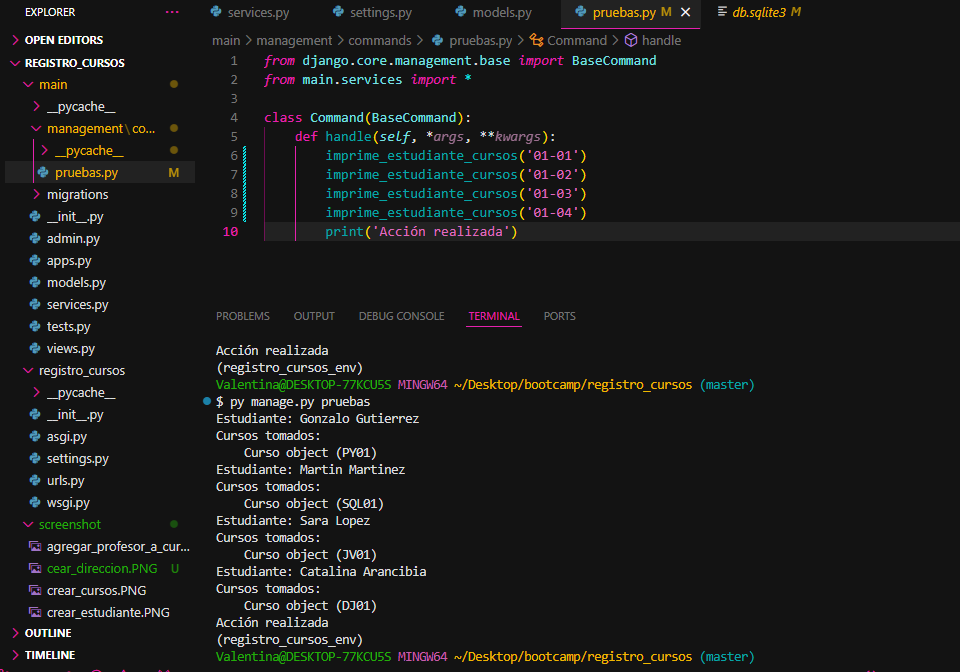 EXPLORER ···
OPEN EDITORS
REGISTRO_CURSOS
main
__pycache__
management\co...
__pycache__
pruebas.py M
migrations
__init__.py
admin.py
apps.py
models.py
services.py
tests.py
views.py
registro_cursos
__pycache__
__init__.py
asgi.py
settings.py
urls.py
wsgi.py
screenshot
agregar_profesor_a_cur...
cear_direccion.PNG U
crear_cursos.PNG
crear_estudiante.PNG
OUTLINE
TIMELINE
services.py settings.py models.py pruebas.py M db.sqlite3 M
main > management > commands > pruebas.py > Command > handle
1 from django.core.management.base import BaseCommand
2 from main.services import *
3
4 class Command(BaseCommand):
5 def handle(self, *args, **kwargs):
6 imprime_estudiante_cursos('01-01')
7 imprime_estudiante_cursos('01-02')
8 imprime_estudiante_cursos('01-03')
9 imprime_estudiante_cursos('01-04')
10 print('Acción realizada')
PROBLEMS OUTPUT DEBUG CONSOLE TERMINAL PORTS
Acción realizada
(registro_cursos_env)
Valentina@DESKTOP-77KCU5S MINGW64 ~/Desktop/bootcamp/registro_cursos (master)
$ py manage.py pruebas
Estudiante: Gonzalo Gutierrez
Cursos tomados:
Curso object (PY01)
Estudiante: Martin Martinez
Cursos tomados:
Curso object (SQL01)
Estudiante: Sara Lopez
Cursos tomados:
Curso object (JV01)
Estudiante: Catalina Arancibia
Cursos tomados:
Curso object (DJ01)
Acción realizada
(registro_cursos_env)
Valentina@DESKTOP-77KCU5S MINGW64 ~/Desktop/bootcamp/registro_cursos (master)